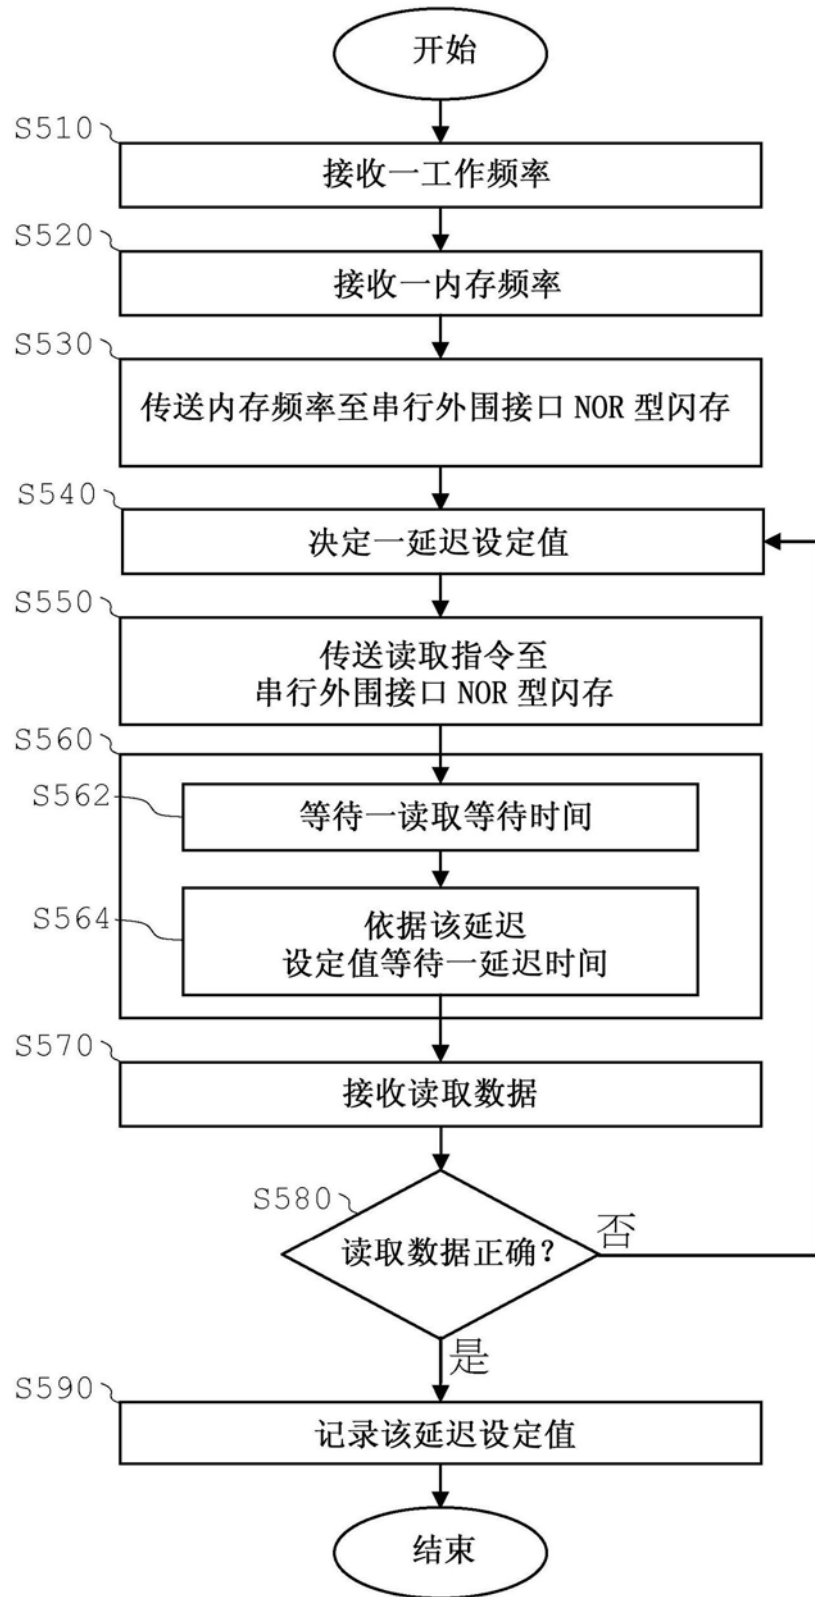 开始
S510
接收一工作频率
S520
接收一内存频率
S530
传送内存频率至串行外围接口 NOR 型闪存
S540
决定一延迟设定值
S550
传送读取指令至
串行外围接口 NOR 型闪存
S560
S562
等待一读取等待时间
S564
依据该延迟
设定值等待一延迟时间
S570
接收读取数据
S580
读取数据正确?
否
是
S590
记录该延迟设定值
结束